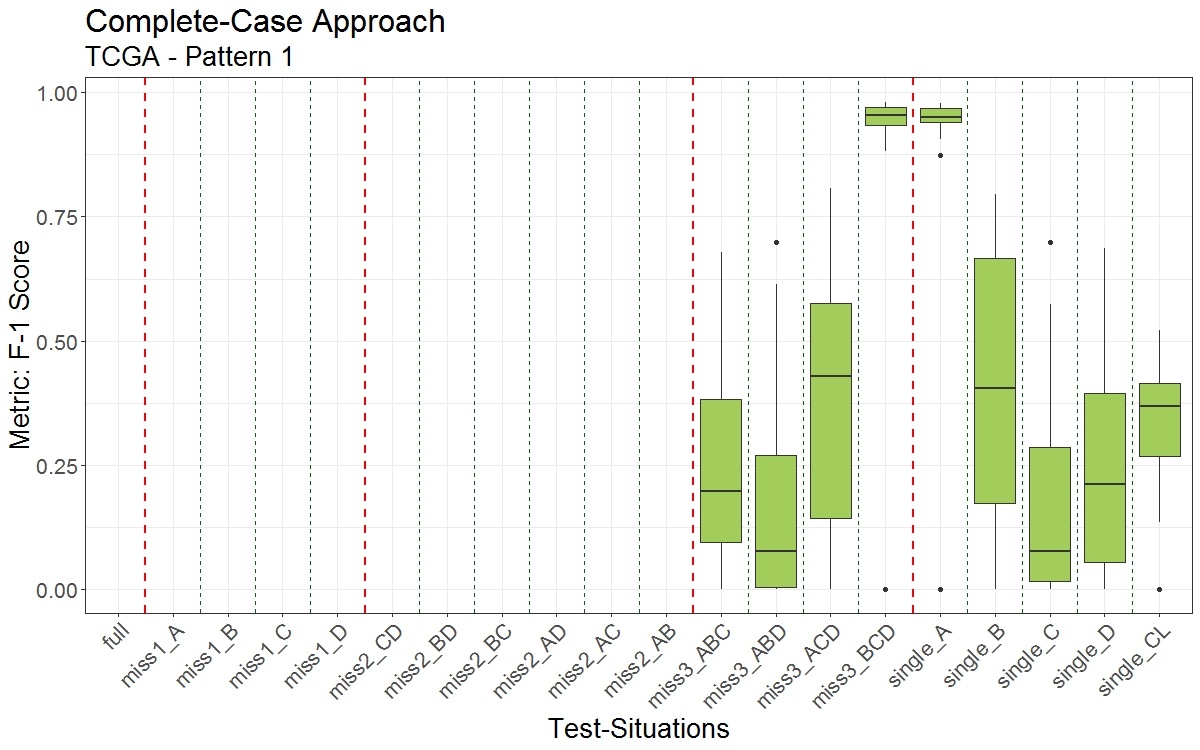 Complete-Case Approach
TCGA - Pattern 1
Metric: F-1 Score
1.00
0.75
0.50
0.25
0.00
full
miss1_A
miss1_B
miss1_C
miss1_D
miss2_CD
miss2_BD
miss2_BC
miss2_AD
miss2_AC
miss2_AB
miss3_ABC
miss3_ABD
miss3_ACD
miss3_BCD
single_A
single_B
single_C
single_D
single_CL
Test-Situations